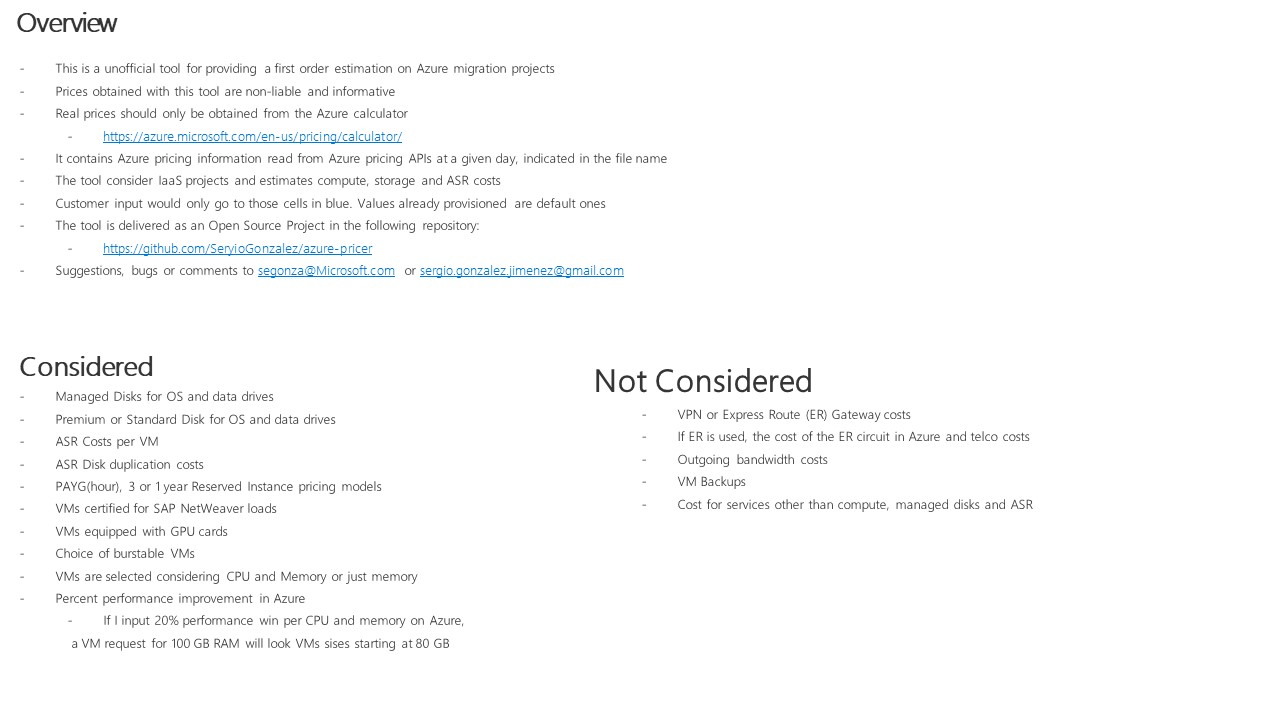 Overview
- This is a unofficial tool for providing a first order estimation on Azure migration projects
- Prices obtained with this tool are non-liable and informative
- Real prices should only be obtained from the Azure calculator
- https://azure.microsoft.com/en-us/pricing/calculator/
- It contains Azure pricing information read from Azure pricing APIs at a given day, indicated in the file name
- The tool consider IaaS projects and estimates compute, storage and ASR costs
- Customer input would only go to those cells in blue. Values already provisioned are default ones
- The tool is delivered as an Open Source Project in the following repository:
- https://github.com/SeryioGonzalez/azure-pricer
- Suggestions, bugs or comments to segonza@Microsoft.com or sergio.gonzalez.jimenez@gmail.com
Considered
- Managed Disks for OS and data drives
- Premium or Standard Disk for OS and data drives
- ASR Costs per VM
- ASR Disk duplication costs
- PAYG(hour), 3 or 1 year Reserved Instance pricing models
- VMs certified for SAP NetWeaver loads
- VMs equipped with GPU cards
- Choice of burstable VMs
- VMs are selected considering CPU and Memory or just memory
- Percent performance improvement in Azure
- If I input 20% performance win per CPU and memory on Azure,
a VM request for 100 GB RAM will look VMs sises starting at 80 GB
Not Considered
- VPN or Express Route (ER) Gateway costs
- If ER is used, the cost of the ER circuit in Azure and telco costs
- Outgoing bandwidth costs
- VM Backups
- Cost for services other than compute, managed disks and ASR